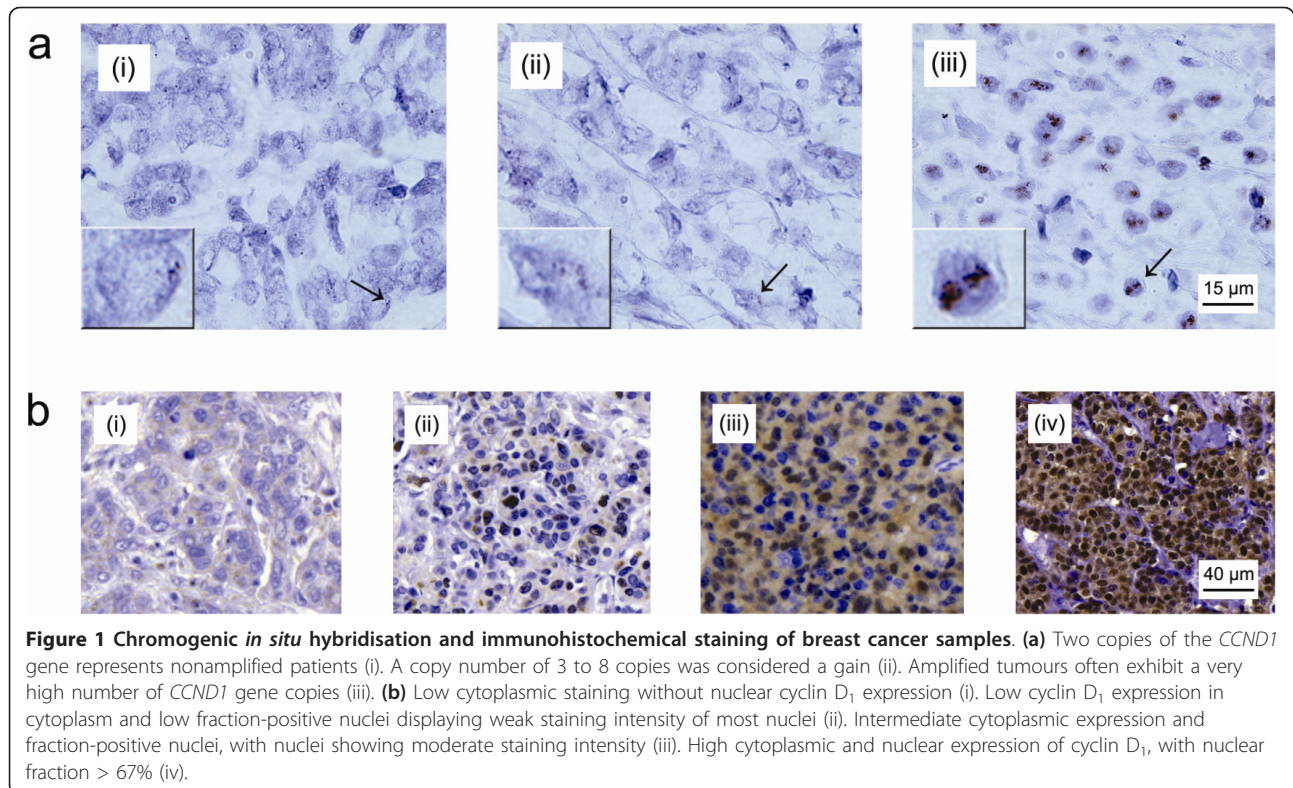 a
(i)
(ii)
(iii)
15 µm
b
(i)
(ii)
(iii)
(iv)
40 µm
Figure 1 Chromogenic in situ hybridisation and immunohistochemical staining of breast cancer samples. (a) Two copies of the CCND1
gene represents nonamplified patients (i). A copy number of 3 to 8 copies was considered a gain (ii). Amplified tumours often exhibit a very
high number of CCND1 gene copies (iii). (b) Low cytoplasmic staining without nuclear cyclin D₁ expression (i). Low cyclin D₁ expression in
cytoplasm and low fraction-positive nuclei displaying weak staining intensity of most nuclei (ii). Intermediate cytoplasmic expression and
fraction-positive nuclei, with nuclei showing moderate staining intensity (iii). High cytoplasmic and nuclear expression of cyclin D₁, with nuclear
fraction > 67% (iv).